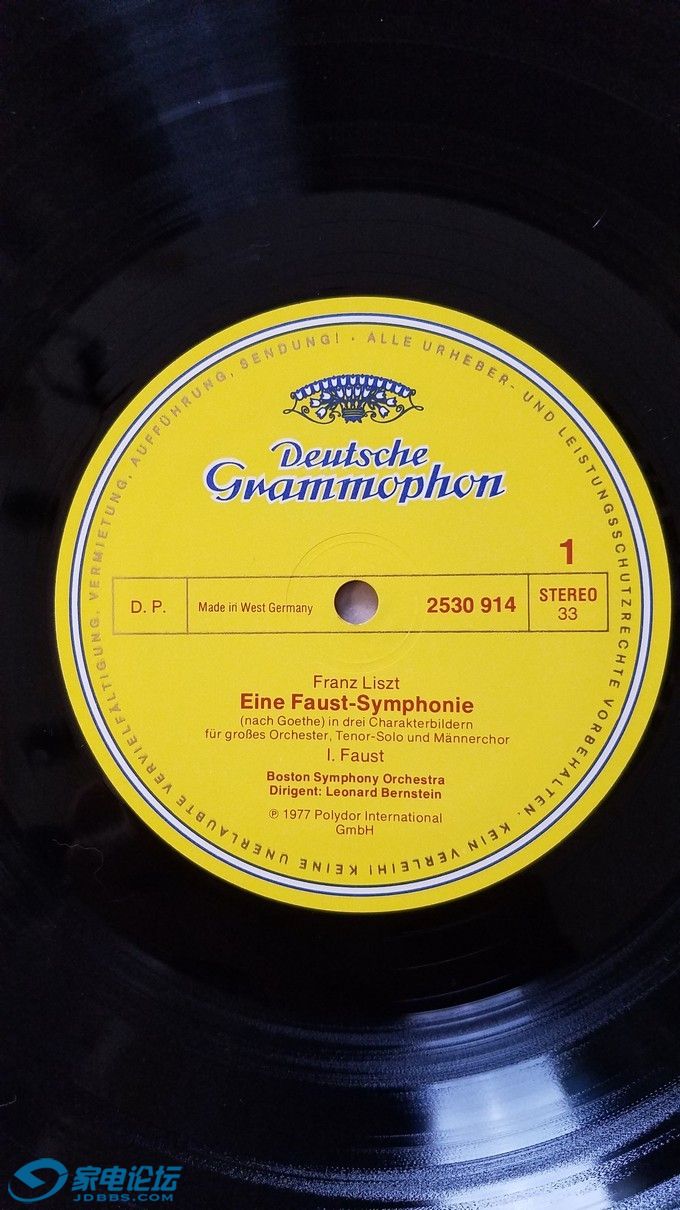 ALLE URHEBER- UND LEISTUNGSSCHUTZRECHTE VORBEHALTEN. KEIN VERLEIH! KEINE UNERLAUBTE VERVIELFÄLTIGUNG, VERMIETUNG, AUFFÜHRUNG, SENDUNG! ·
Deutsche
Grammophon
1
D. P.
Made in West Germany
2530 914
STEREO
33
Franz Liszt
Eine Faust-Symphonie
(nach Goethe) in drei Charakterbildern
für großes Orchester, Tenor-Solo und Männerchor
I. Faust
Boston Symphony Orchestra
Dirigent: Leonard Bernstein
℗ 1977 Polydor International
GmbH
家电论坛
JDBBS.COM